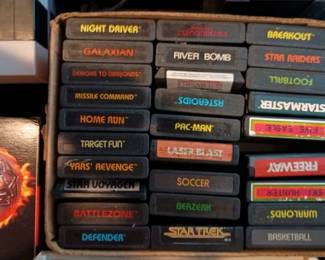 NIGHT DRIVER
GALAXIAN
DEMONS TO DIAMONDS
MISSILE COMMAND
HOME RUN
TARGET FUN
YARS' REVENGE
STAR VOYAGER
BATTLEZONE
DEFENDER
RIVER BOMB
ASTEROIDS
PAC-MAN
LASER BLAST
SOCCER
BERZERK
STAR TREK
BREAKOUT
STAR RAIDERS
FOOTBALL
STARMASTER
FREEWAY
WARLORDS
BASKETBALL